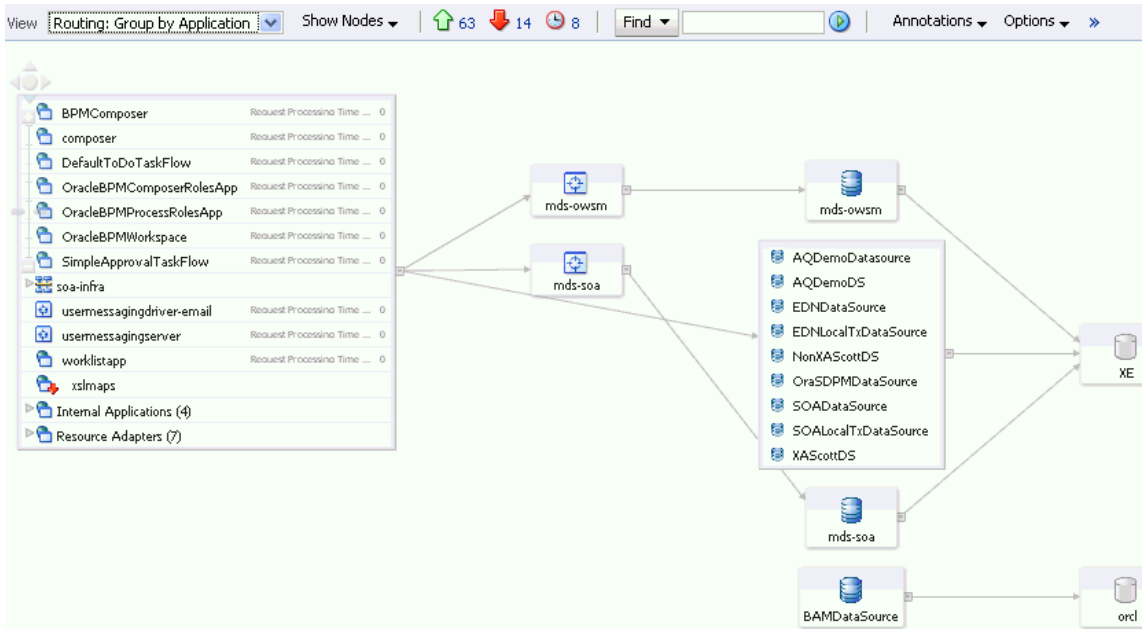 View Routing: Group by Application Show Nodes 63 14 8 Find Annotations Options »
BPMComposer Request Processing Time ... 0
composer Request Processing Time ... 0
DefaultToDoTaskFlow Request Processing Time ... 0
OracleBPMComposerRolesApp Request Processing Time ... 0
OracleBPMProcessRolesApp Request Processing Time ... 0
OracleBPMWorkspace Request Processing Time ... 0
SimpleApprovalTaskFlow Request Processing Time ... 0
soa-infra
usermessagingdriver-email Request Processing Time ... 0
usermessagingserver Request Processing Time ... 0
worklistapp Request Processing Time ... 0
xslmaps
Internal Applications (4)
Resource Adapters (7)
mds-owsm
mds-soa
mds-owsm
AQDemoDatasource
AQDemoDS
EDNDataSource
EDNLocalTxDataSource
NonXAScottDS
OraSDPMDataSource
SOADataSource
SOALocalTxDataSource
XAScottDS
mds-soa
BAMDataSource
XE
orcl